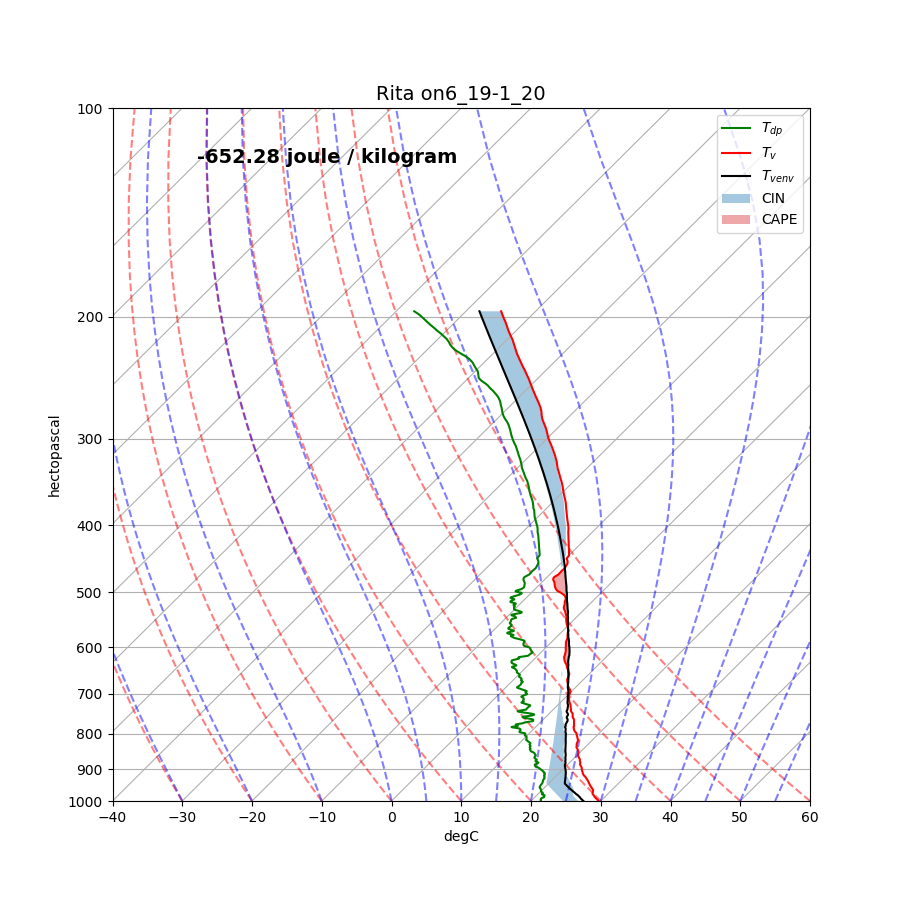 Rita on6_19-1_20
-652.28 joule / kilogram
T_dp
T_v
T_venv
CIN
CAPE
hectopascal
100
200
300
400
500
600
700
800
900
1000
−40 −30 −20 −10 0 10 20 30 40 50 60
degC